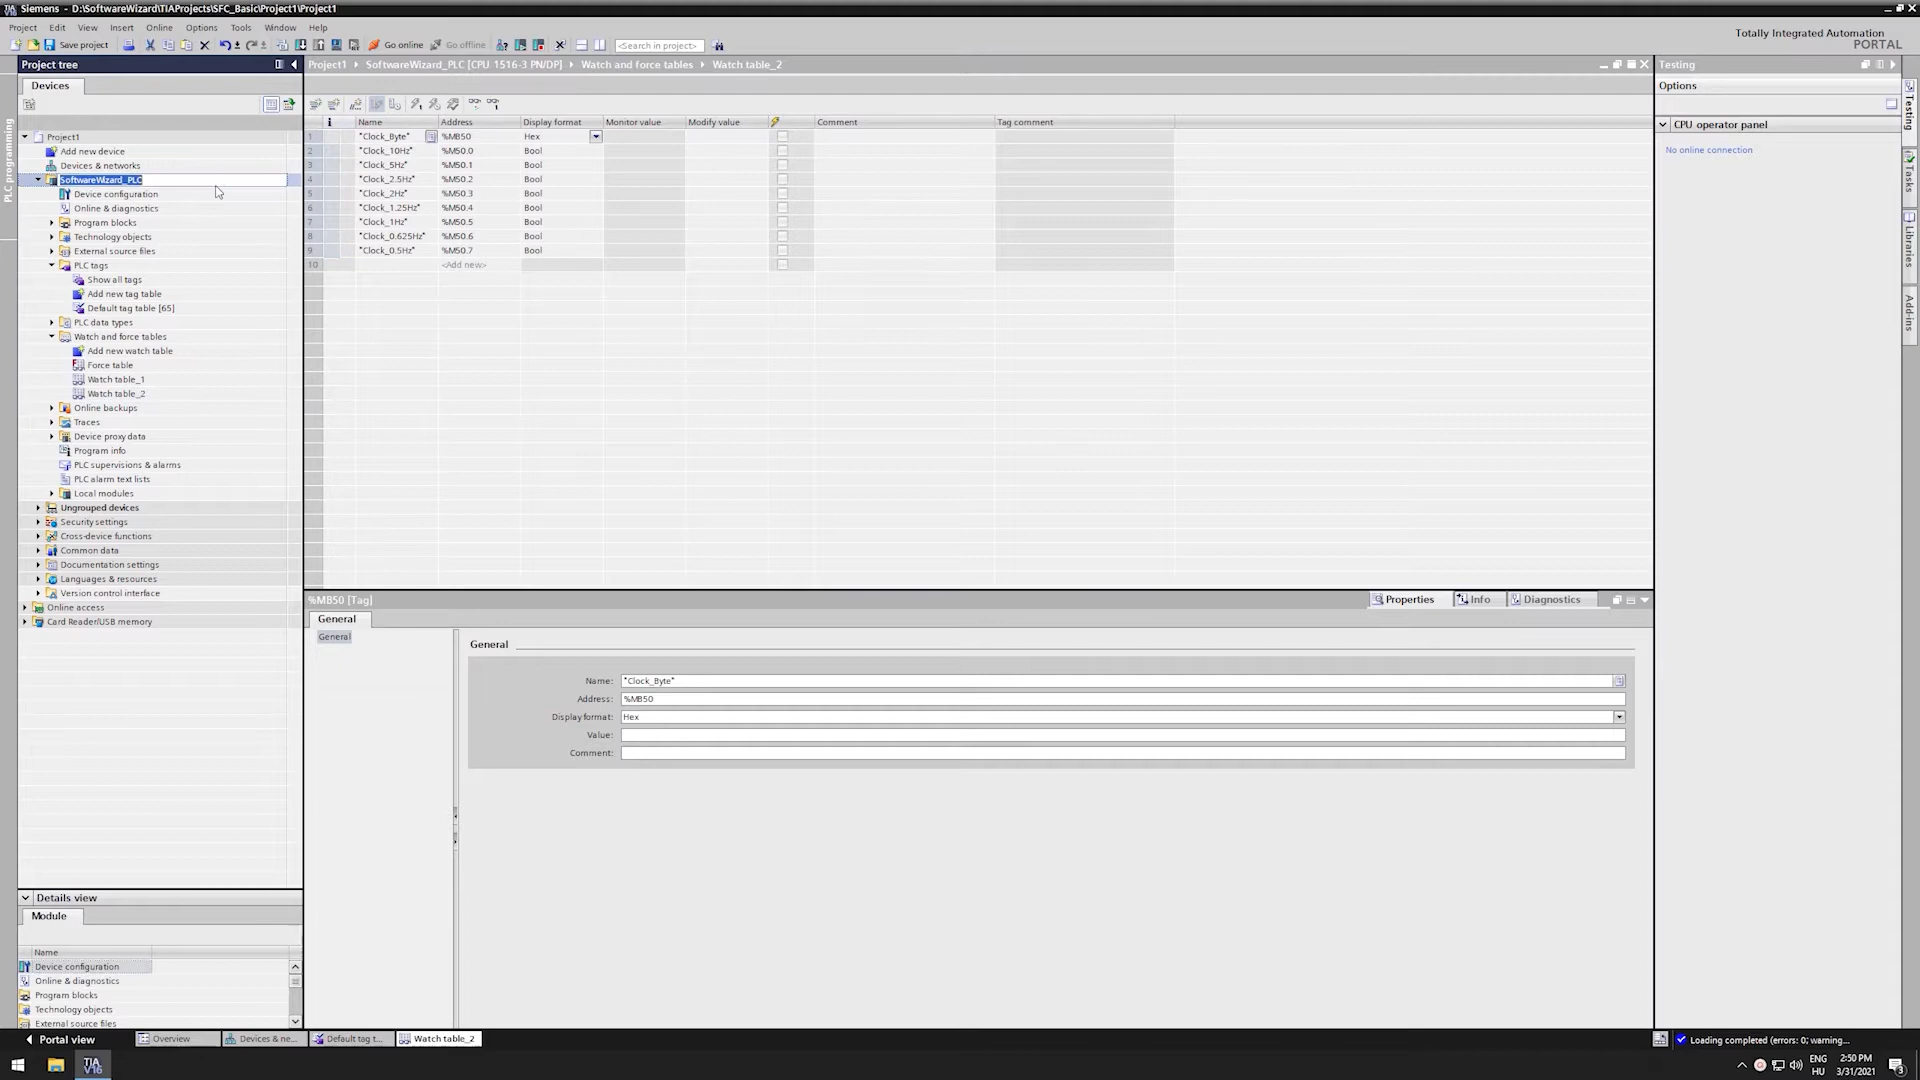 Siemens - D:\SoftwareWizard\TIAProjects\SFC_Basic\Project1\Project1
Project Edit View Insert Online Options Tools Window Help
Save project Go online Go offline <Search in project>
Totally Integrated Automation
PORTAL
Project tree
Project1 SoftwareWizard_PLC [CPU 1516-3 PN/DP] Watch and force tables Watch table_2
Testing
Devices
Options
CPU operator panel
No online connection
PLC programming
Testing
Tasks
Libraries
Add-ins
Project1
Add new device
Devices & networks
SoftwareWizard_PLC
Device configuration
Online & diagnostics
Program blocks
Technology objects
External source files
PLC tags
Show all tags
Add new tag table
Default tag table [65]
PLC data types
Watch and force tables
Add new watch table
Force table
Watch table_1
Watch table_2
Online backups
Traces
Device proxy data
Program info
PLC supervisions & alarms
PLC alarm text lists
Local modules
Ungrouped devices
Security settings
Cross-device functions
Common data
Documentation settings
Languages & resources
Version control interface
Online access
Card Reader/USB memory
i Name Address Display format Monitor value Modify value Comment Tag comment
1 "Clock_Byte" %MB50 Hex
2 "Clock_10Hz" %M50.0 Bool
3 "Clock_5Hz" %M50.1 Bool
4 "Clock_2.5Hz" %M50.2 Bool
5 "Clock_2Hz" %M50.3 Bool
6 "Clock_1.25Hz" %M50.4 Bool
7 "Clock_1Hz" %M50.5 Bool
8 "Clock_0.625Hz" %M50.6 Bool
9 "Clock_0.5Hz" %M50.7 Bool
10 <Add new>
%MB50 [Tag]
Properties Info Diagnostics
General
General
General
Name: "Clock_Byte"
Address: %MB50
Display format: Hex
Value:
Comment:
Details view
Module
Name
Device configuration
Online & diagnostics
Program blocks
Technology objects
External source files
Portal view Overview Devices & ne... Default tag t... Watch table_2
Loading completed (errors: 0; warning...
TIA V16
ENG
HU
2:50 PM
3/31/2021
3